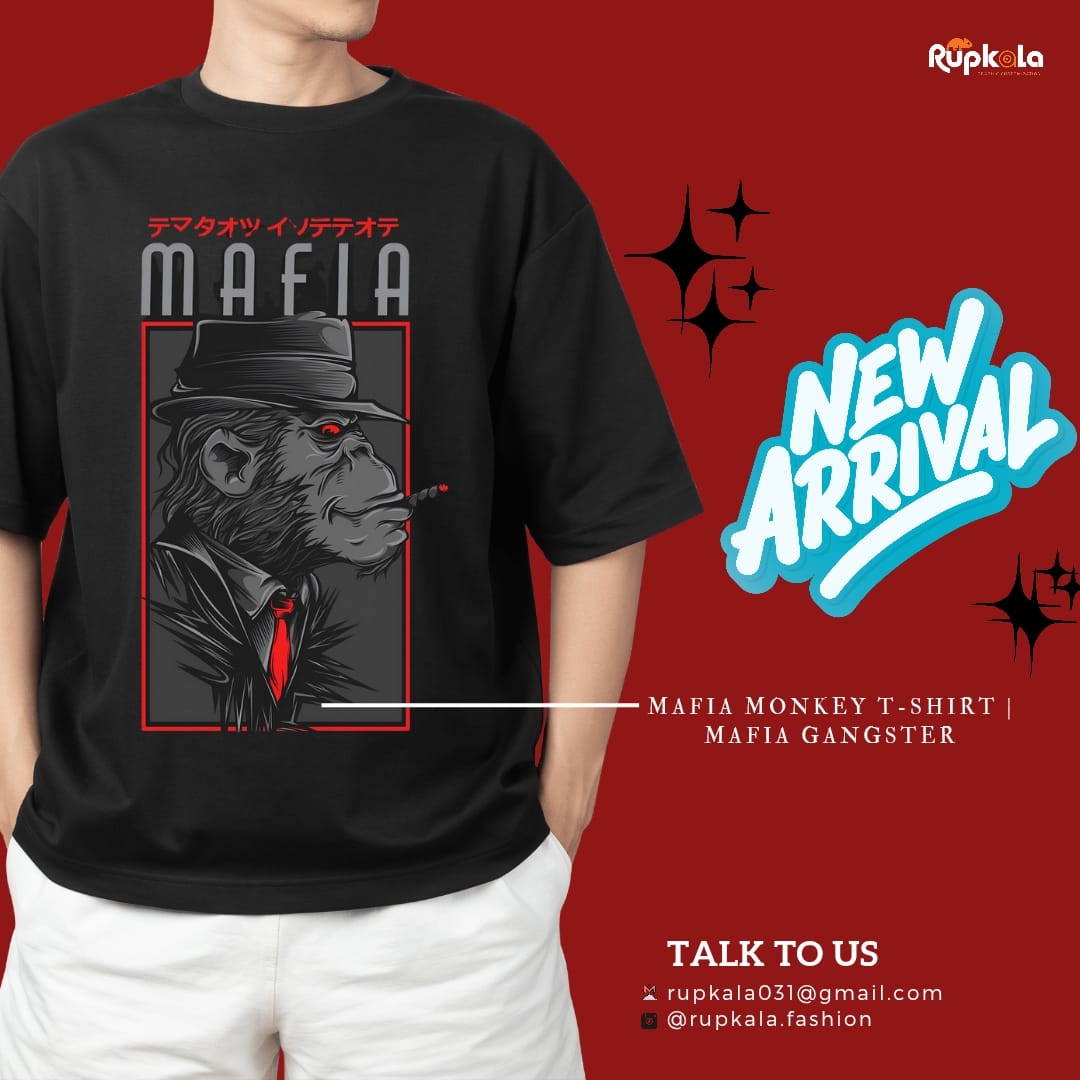 Rupkala
テマタオツ イソテテオテ
MAFIA
NEW
ARRIVAL
MAFIA MONKEY T-SHIRT |
MAFIA GANGSTER
TALK TO US
rupkala031@gmail.com
@rupkala.fashion